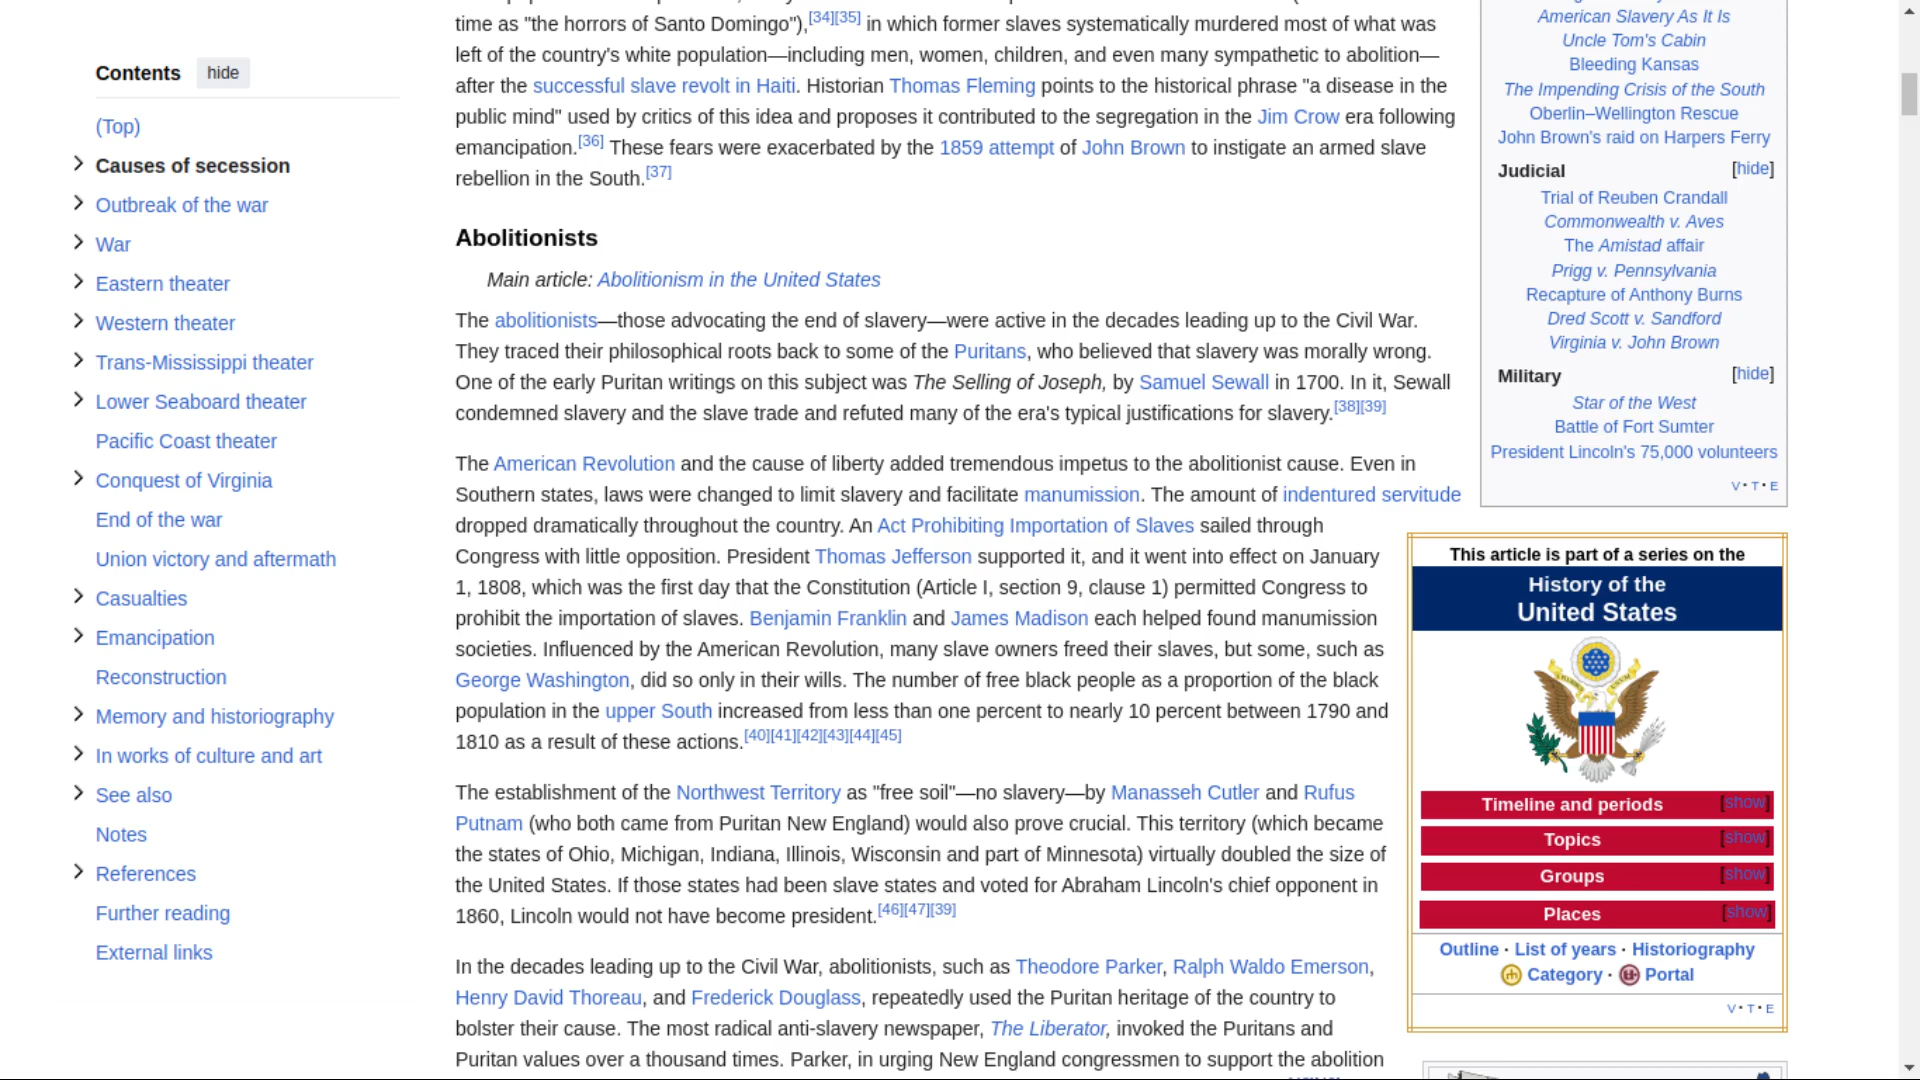 Contents hide
(Top)
Causes of secession
Outbreak of the war
War
Eastern theater
Western theater
Trans-Mississippi theater
Lower Seaboard theater
Pacific Coast theater
Conquest of Virginia
End of the war
Union victory and aftermath
Casualties
Emancipation
Reconstruction
Memory and historiography
In works of culture and art
See also
Notes
References
Further reading
External links
time as "the horrors of Santo Domingo"),[34][35] in which former slaves systematically murdered most of what was
left of the country's white population—including men, women, children, and even many sympathetic to abolition—
after the successful slave revolt in Haiti. Historian Thomas Fleming points to the historical phrase "a disease in the
public mind" used by critics of this idea and proposes it contributed to the segregation in the Jim Crow era following
emancipation.[36] These fears were exacerbated by the 1859 attempt of John Brown to instigate an armed slave
rebellion in the South.[37]
Abolitionists
Main article: Abolitionism in the United States
The abolitionists—those advocating the end of slavery—were active in the decades leading up to the Civil War.
They traced their philosophical roots back to some of the Puritans, who believed that slavery was morally wrong.
One of the early Puritan writings on this subject was The Selling of Joseph, by Samuel Sewall in 1700. In it, Sewall
condemned slavery and the slave trade and refuted many of the era's typical justifications for slavery.[38][39]
The American Revolution and the cause of liberty added tremendous impetus to the abolitionist cause. Even in
Southern states, laws were changed to limit slavery and facilitate manumission. The amount of indentured servitude
dropped dramatically throughout the country. An Act Prohibiting Importation of Slaves sailed through
Congress with little opposition. President Thomas Jefferson supported it, and it went into effect on January
1, 1808, which was the first day that the Constitution (Article I, section 9, clause 1) permitted Congress to
prohibit the importation of slaves. Benjamin Franklin and James Madison each helped found manumission
societies. Influenced by the American Revolution, many slave owners freed their slaves, but some, such as
George Washington, did so only in their wills. The number of free black people as a proportion of the black
population in the upper South increased from less than one percent to nearly 10 percent between 1790 and
1810 as a result of these actions.[40][41][42][43][44][45]
The establishment of the Northwest Territory as "free soil"—no slavery—by Manasseh Cutler and Rufus
Putnam (who both came from Puritan New England) would also prove crucial. This territory (which became
the states of Ohio, Michigan, Indiana, Illinois, Wisconsin and part of Minnesota) virtually doubled the size of
the United States. If those states had been slave states and voted for Abraham Lincoln's chief opponent in
1860, Lincoln would not have become president.[46][47][39]
In the decades leading up to the Civil War, abolitionists, such as Theodore Parker, Ralph Waldo Emerson,
Henry David Thoreau, and Frederick Douglass, repeatedly used the Puritan heritage of the country to
bolster their cause. The most radical anti-slavery newspaper, The Liberator, invoked the Puritans and
Puritan values over a thousand times. Parker, in urging New England congressmen to support the abolition
American Slavery As It Is
Uncle Tom's Cabin
Bleeding Kansas
The Impending Crisis of the South
Oberlin–Wellington Rescue
John Brown's raid on Harpers Ferry
Judicial [hide]
Trial of Reuben Crandall
Commonwealth v. Aves
The Amistad affair
Prigg v. Pennsylvania
Recapture of Anthony Burns
Dred Scott v. Sandford
Virginia v. John Brown
Military [hide]
Star of the West
Battle of Fort Sumter
President Lincoln's 75,000 volunteers
V • T • E
This article is part of a series on the
History of the
United States
Timeline and periods [show]
Topics [show]
Groups [show]
Places [show]
Outline · List of years · Historiography
Category · Portal
V • T • E